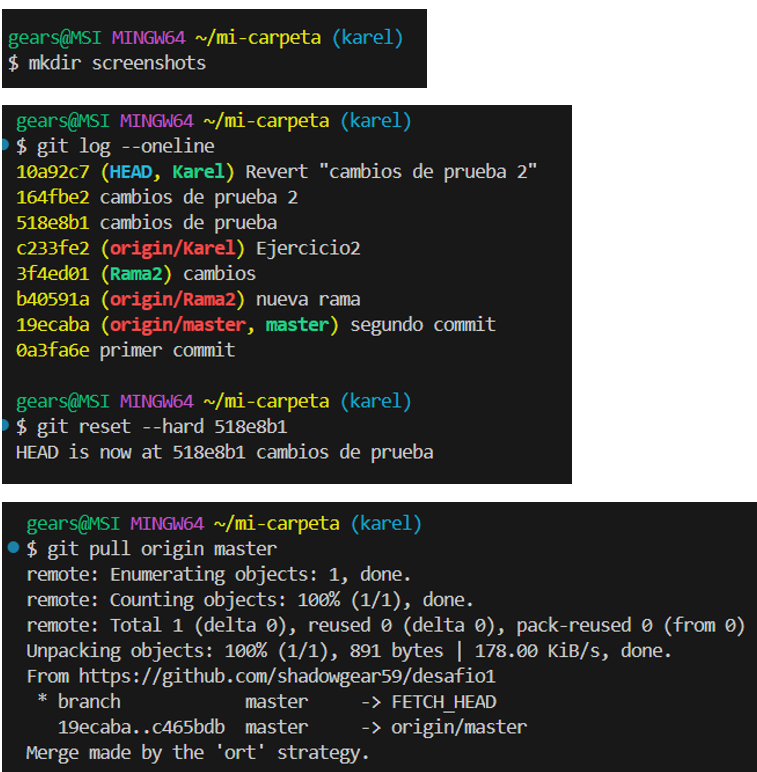 gears@MSI MINGW64 ~/mi-carpeta (karel)
$ mkdir screenshots
gears@MSI MINGW64 ~/mi-carpeta (karel)
$ git log --oneline
10a92c7 (HEAD, Karel) Revert "cambios de prueba 2"
164fbe2 cambios de prueba 2
518e8b1 cambios de prueba
c233fe2 (origin/Karel) Ejercicio2
3f4ed01 (Rama2) cambios
b40591a (origin/Rama2) nueva rama
19ecaba (origin/master, master) segundo commit
0a3fa6e primer commit
gears@MSI MINGW64 ~/mi-carpeta (karel)
$ git reset --hard 518e8b1
HEAD is now at 518e8b1 cambios de prueba
gears@MSI MINGW64 ~/mi-carpeta (karel)
$ git pull origin master
remote: Enumerating objects: 1, done.
remote: Counting objects: 100% (1/1), done.
remote: Total 1 (delta 0), reused 0 (delta 0), pack-reused 0 (from 0)
Unpacking objects: 100% (1/1), 891 bytes | 178.00 KiB/s, done.
From https://github.com/shadowgear59/desafio1
 * branch            master     -> FETCH_HEAD
   19ecaba..c465bdb  master     -> origin/master
Merge made by the 'ort' strategy.